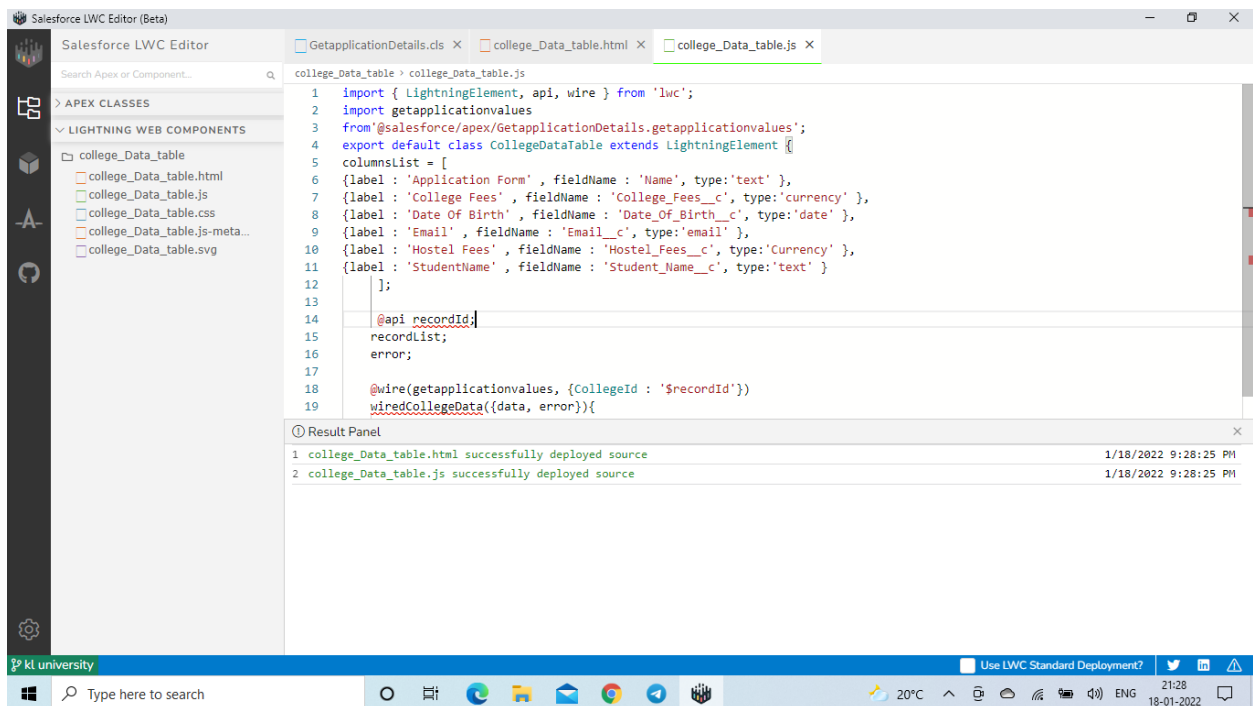 Salesforce LWC Editor (Beta)
Salesforce LWC Editor
GetapplicationDetails.cls
college_Data_table.html
college_Data_table.js
Search Apex or Component...
college_Data_table > college_Data_table.js
APEX CLASSES
LIGHTNING WEB COMPONENTS
college_Data_table
college_Data_table.html
college_Data_table.js
college_Data_table.css
college_Data_table.js-meta...
college_Data_table.svg
1 import { LightningElement, api, wire } from 'lwc';
2 import getapplicationvalues
3 from'@salesforce/apex/GetapplicationDetails.getapplicationvalues';
4 export default class CollegeDataTable extends LightningElement {
5 columnsList = [
6 {label : 'Application Form' , fieldName : 'Name', type:'text' },
7 {label : 'College Fees' , fieldName : 'College_Fees__c', type:'currency' },
8 {label : 'Date Of Birth' , fieldName : 'Date_Of_Birth__c', type:'date' },
9 {label : 'Email' , fieldName : 'Email__c', type:'email' },
10 {label : 'Hostel Fees' , fieldName : 'Hostel_Fees__c', type:'Currency' },
11 {label : 'StudentName' , fieldName : 'Student_Name__c', type:'text' }
12 ];
13
14 @api recordId;
15 recordList;
16 error;
17
18 @wire(getapplicationvalues, {CollegeId : '$recordId'})
19 wiredCollegeData({data, error}){
Result Panel
1 college_Data_table.html successfully deployed source 1/18/2022 9:28:25 PM
2 college_Data_table.js successfully deployed source 1/18/2022 9:28:25 PM
kl university
Use LWC Standard Deployment?
Type here to search
20°C
ENG
21:28
18-01-2022